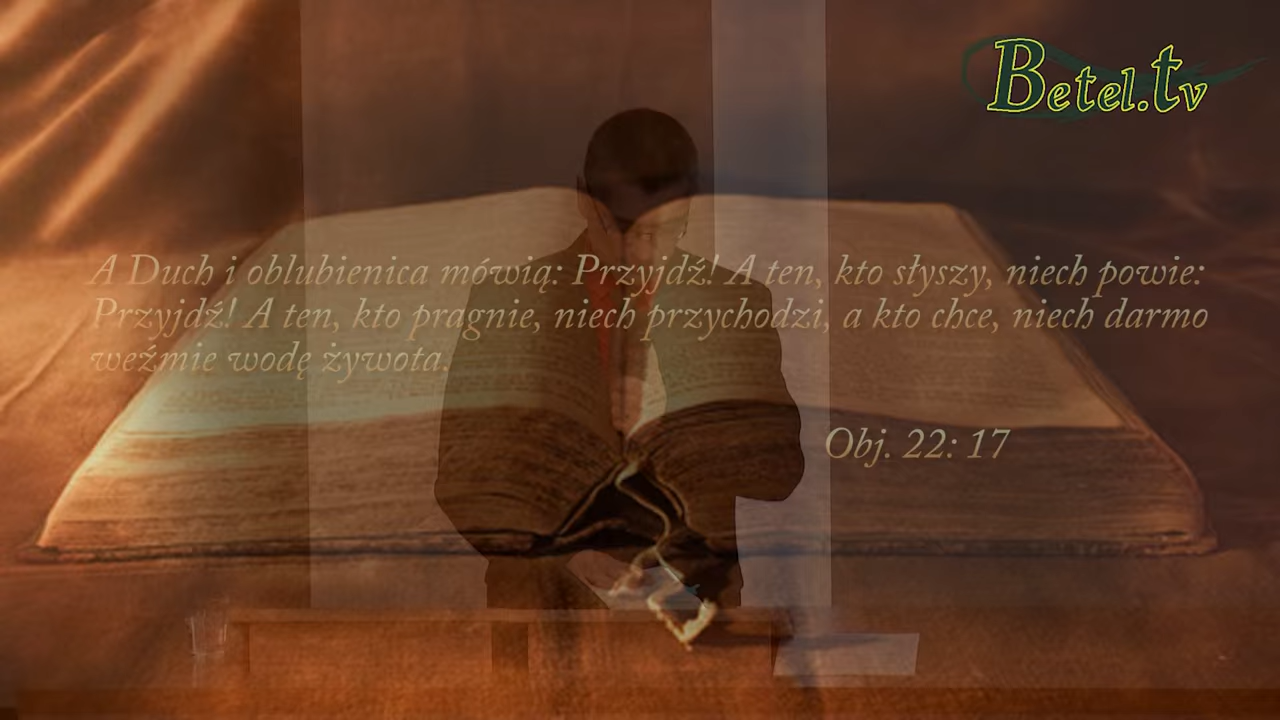 Betel.tv
A Duch i oblubienica mówią: Przyjdź! A ten, kto słyszy, niech powie:
Przyjdź! A ten, kto pragnie, niech przychodzi, a kto chce, niech darmo
weźmie wodę żywota.
Obj. 22: 17